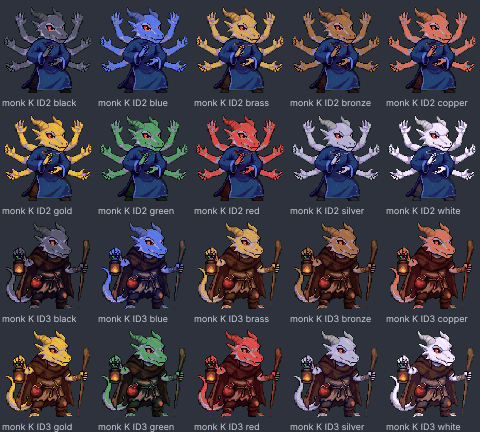 monk K ID2 black
monk K ID2 blue
monk K ID2 brass
monk K ID2 bronze
monk K ID2 copper
monk K ID2 gold
monk K ID2 green
monk K ID2 red
monk K ID2 silver
monk K ID2 white
monk K ID3 black
monk K ID3 blue
monk K ID3 brass
monk K ID3 bronze
monk K ID3 copper
monk K ID3 gold
monk K ID3 green
monk K ID3 red
monk K ID3 silver
monk K ID3 white